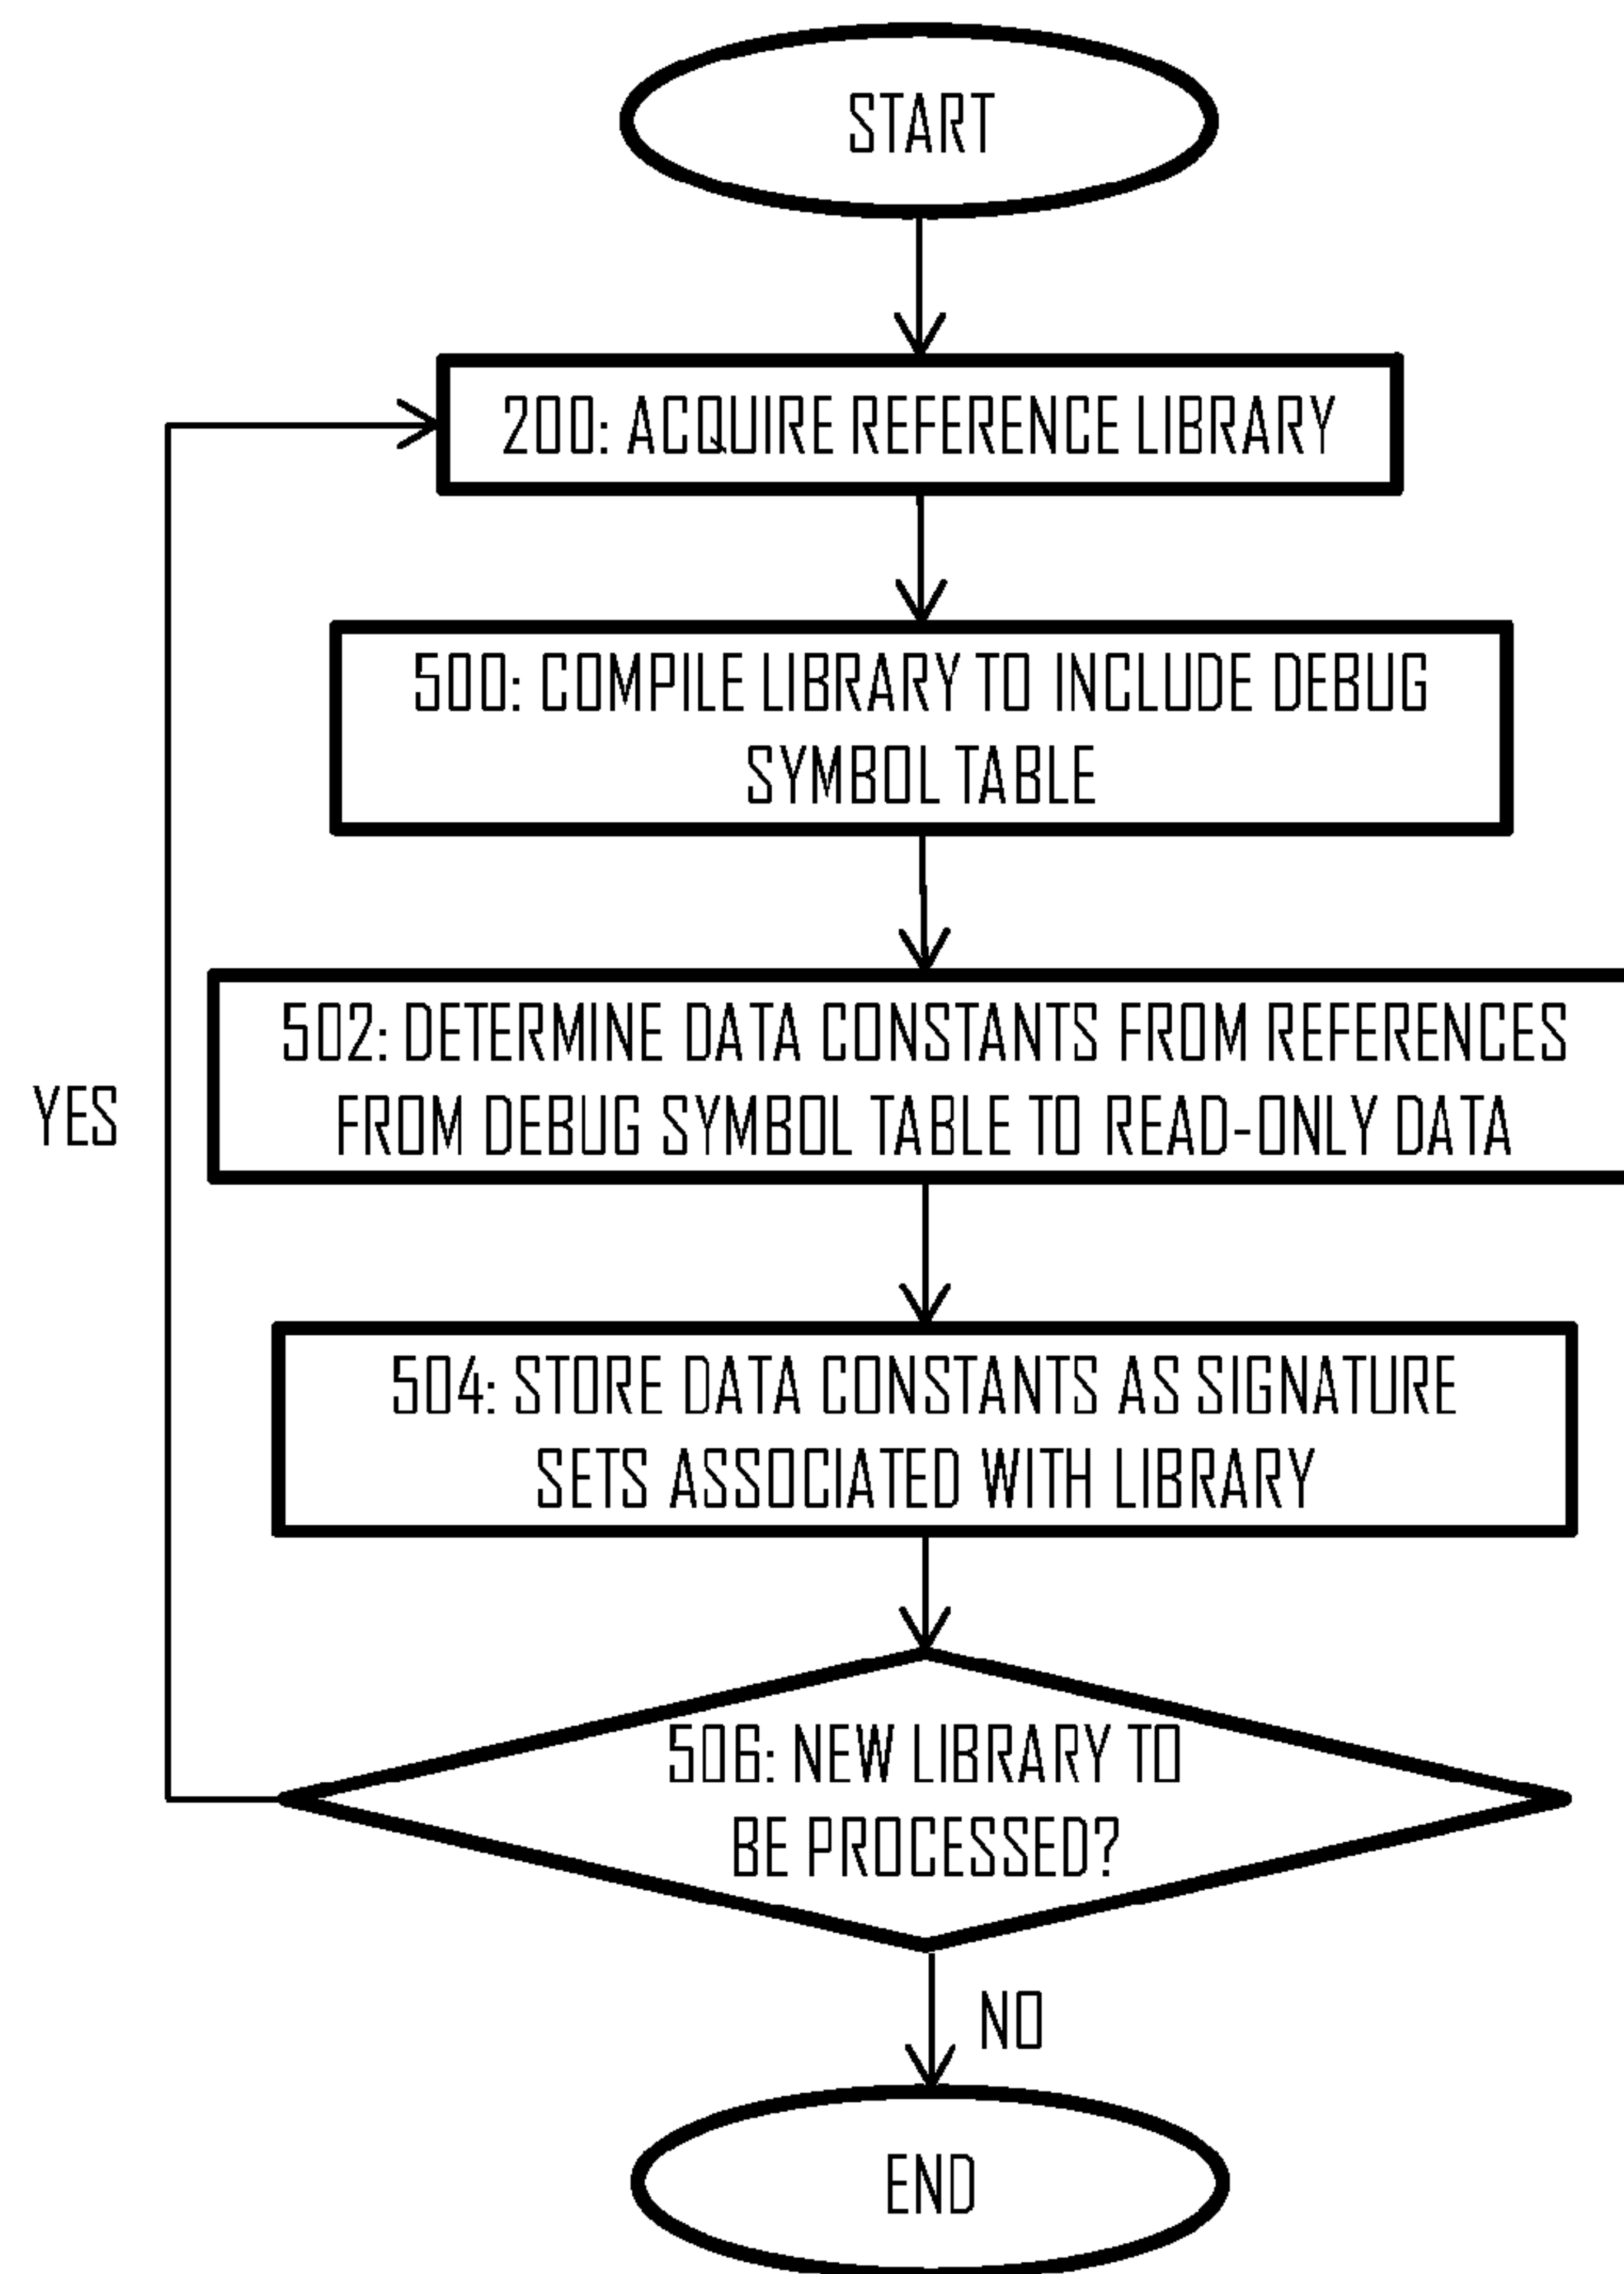 START
200: ACQUIRE REFERENCE LIBRARY
500: COMPILE LIBRARY TO INCLUDE DEBUG
SYMBOL TABLE
502: DETERMINE DATA CONSTANTS FROM REFERENCES
FROM DEBUG SYMBOL TABLE TO READ-ONLY DATA
YES
504: STORE DATA CONSTANTS AS SIGNATURE
SETS ASSOCIATED WITH LIBRARY
506: NEW LIBRARY TO
BE PROCESSED?
NO
END